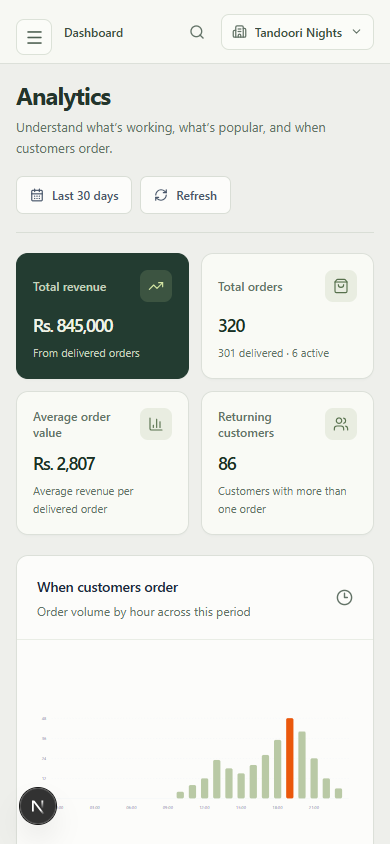 Dashboard
Tandoori Nights
Analytics
Understand what's working, what's popular, and when
customers order.
Last 30 days
Refresh
Total revenue
Rs. 845,000
From delivered orders
Total orders
320
301 delivered · 6 active
Average order
value
Rs. 2,807
Average revenue per
delivered order
Returning
customers
86
Customers with more than
one order
When customers order
Order volume by hour across this period
N